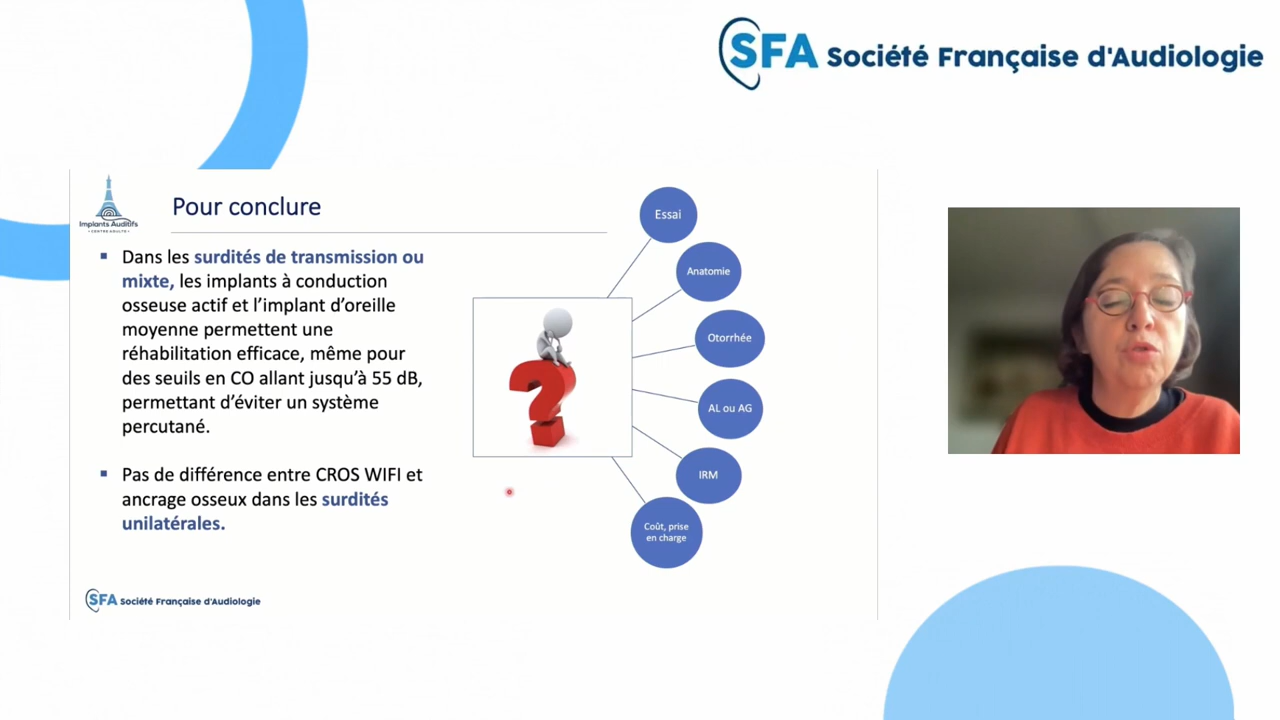 SFA Société Française d'Audiologie
Implants Auditifs
• CENTRE ADULTE •
Pour conclure
▪ Dans les surdités de transmission ou
mixte, les implants à conduction
osseuse actif et l’implant d’oreille
moyenne permettent une
réhabilitation efficace, même pour
des seuils en CO allant jusqu’à 55 dB,
permettant d’éviter un système
percutané.
▪ Pas de différence entre CROS WIFI et
ancrage osseux dans les surdités
unilatérales.
Essai
Anatomie
Otorrhée
AL ou AG
IRM
Coût, prise
en charge
SFA Société Française d'Audiologie